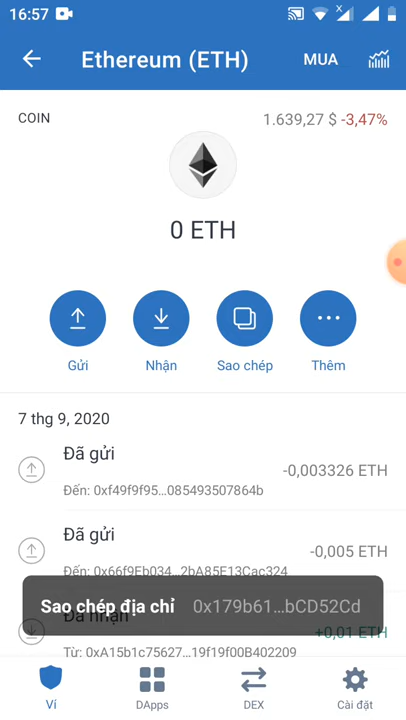 16:57
Ethereum (ETH) MUA
COIN 1.639,27 $ -3,47%
0 ETH
Gửi Nhận Sao chép Thêm
7 thg 9, 2020
Đã gửi
-0,003326 ETH
Đến: 0xf49f9f95...085493507864b
Đã gửi
-0,005 ETH
Đến: 0x66f9Eb034...2bA85E13Cac324
Sao chép địa chỉ 0x179b61...bCD52Cd
Đã nhận
+0,01 ETH
Từ: 0xA15b1c75627...19f19f00B402209
Ví DApps DEX Cài đặt